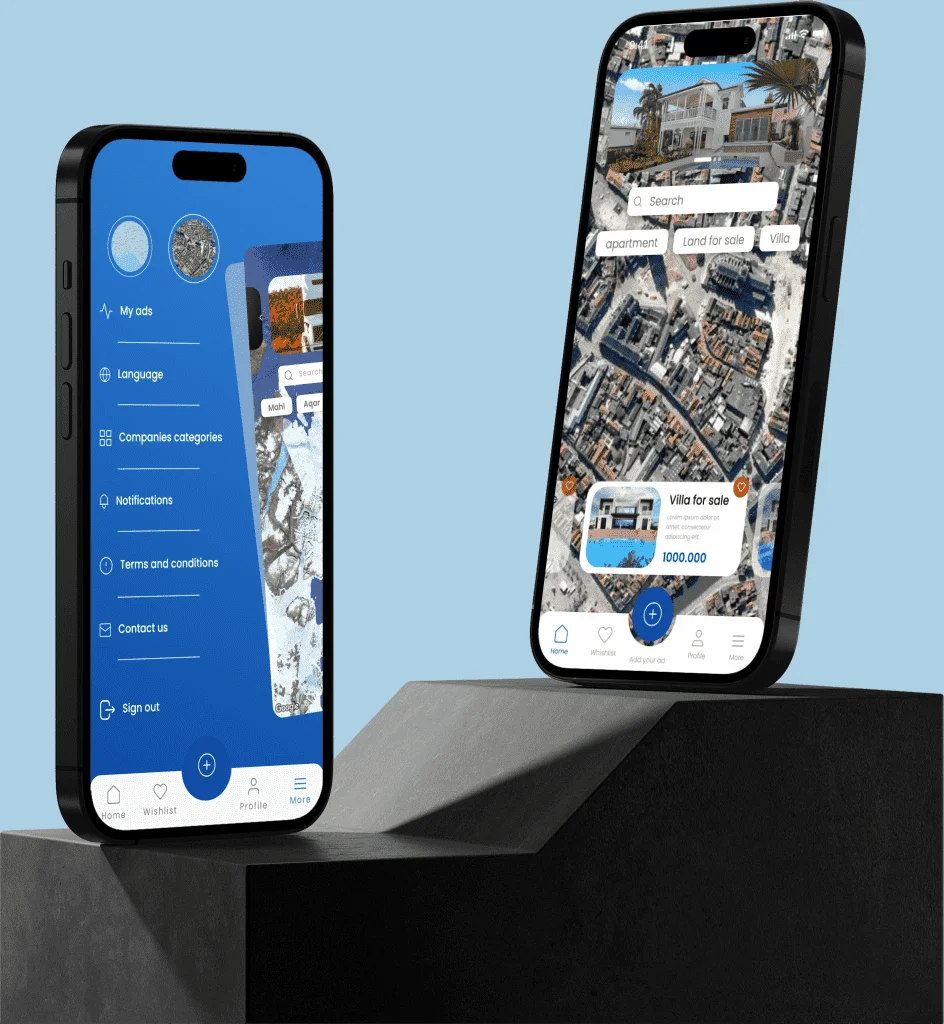 My ads
Language
Companies categories
Notifications
Terms and conditions
Contact us
Sign out
Search
Mahl
Aqar
Google
Home
Wishlist
Profile
More
9:41
Search
apartment
Land for sale
Villa
Villa for sale
Lorem ipsum dolor sit
amet, consectetur
adipiscing elit
1000.000
Home
Whishlist
Add your ad
Profile
More